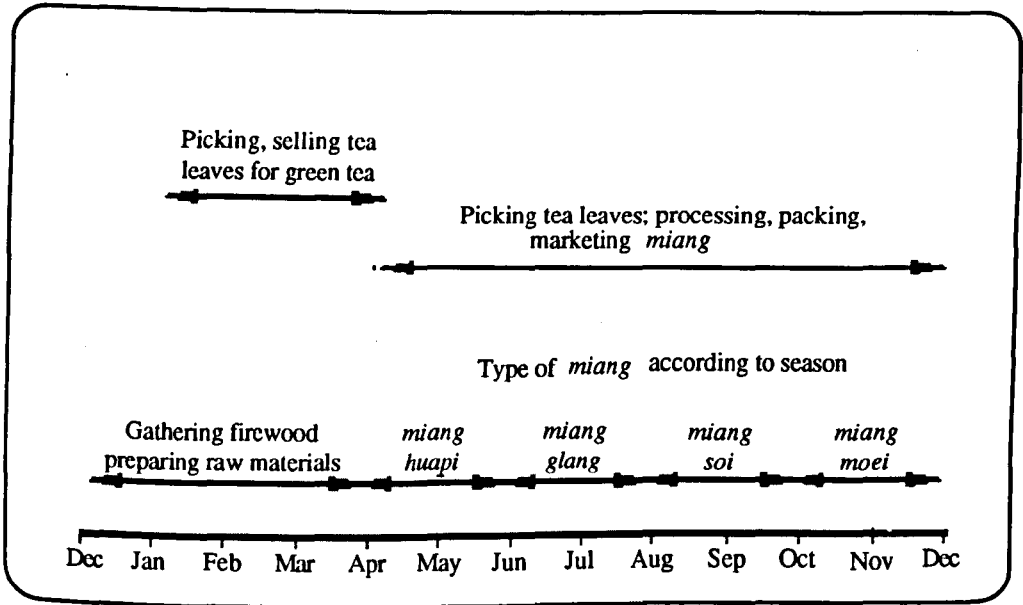 Picking, selling tea
leaves for green tea
Picking tea leaves; processing, packing,
marketing miang
Type of miang according to season
Gathering firewood
preparing raw materials
miang
huapi
miang
glang
miang
soi
miang
moei
Dec Jan Feb Mar Apr May Jun Jul Aug Sep Oct Nov Dec